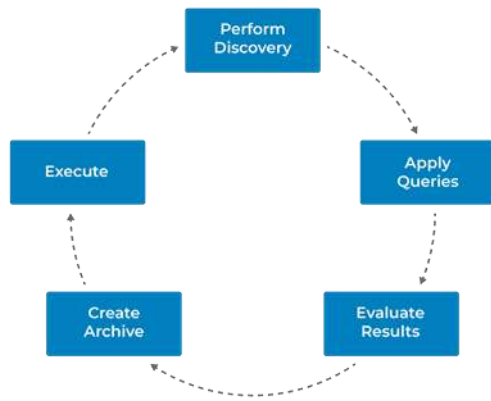 Perform
Discovery
Apply
Queries
Evaluate
Results
Create
Archive
Execute